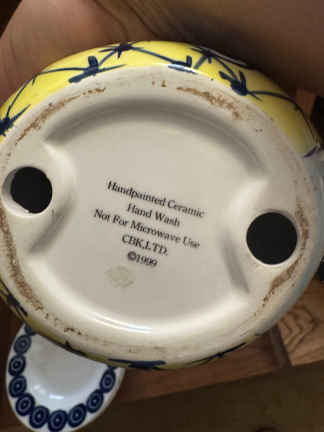 Handpainted Ceramic
Hand Wash
Not For Microwave Use
CBK,LTD.
©1999